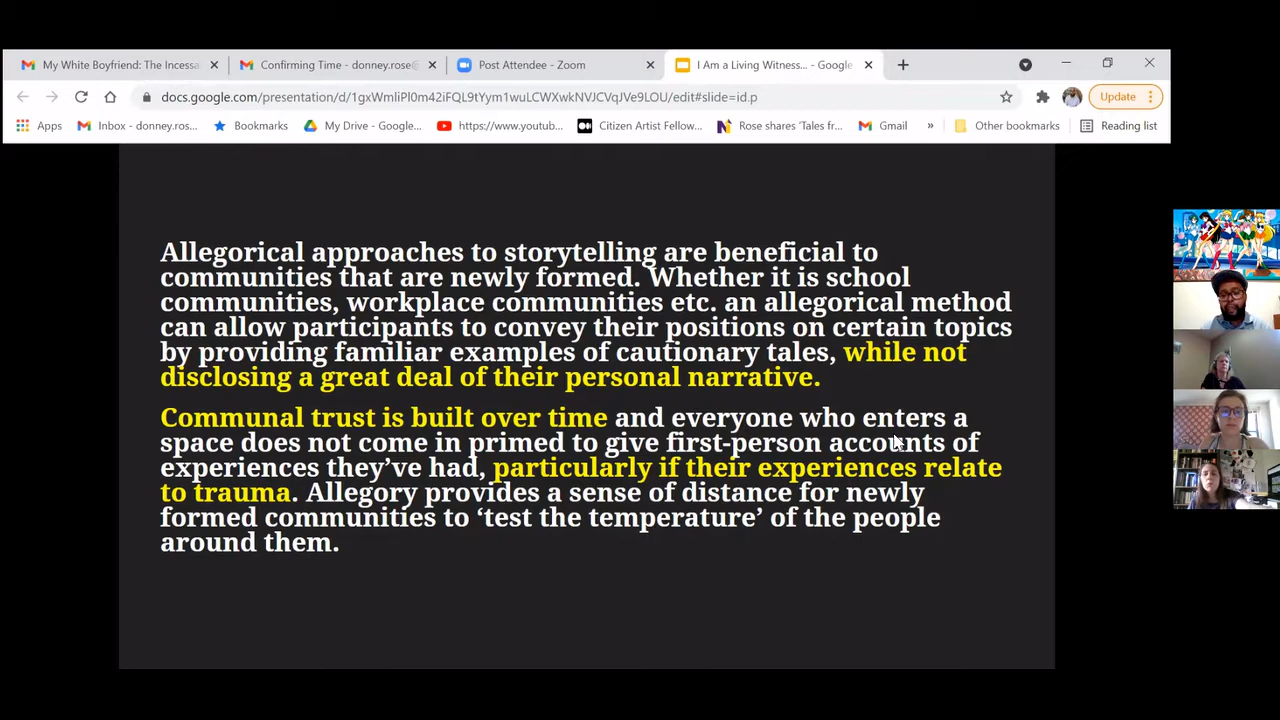 My White Boyfriend: The Incessa
Confirming Time - donney.rose@
Post Attendee - Zoom
I Am a Living Witness... - Google
docs.google.com/presentation/d/1gxWmliPl0m42iFQL9tYym1wuLCWXwkNVJCVqJVe9LOU/edit#slide=id.p
Update
Apps
Inbox - donney.ros...
Bookmarks
My Drive - Google...
https://www.youtub...
Citizen Artist Fellow...
Rose shares 'Tales fr...
Gmail
»
Other bookmarks
Reading list
Allegorical approaches to storytelling are beneficial to
communities that are newly formed. Whether it is school
communities, workplace communities etc. an allegorical method
can allow participants to convey their positions on certain topics
by providing familiar examples of cautionary tales, while not
disclosing a great deal of their personal narrative.
Communal trust is built over time and everyone who enters a
space does not come in primed to give first-person accounts of
experiences they’ve had, particularly if their experiences relate
to trauma. Allegory provides a sense of distance for newly
formed communities to ‘test the temperature’ of the people
around them.